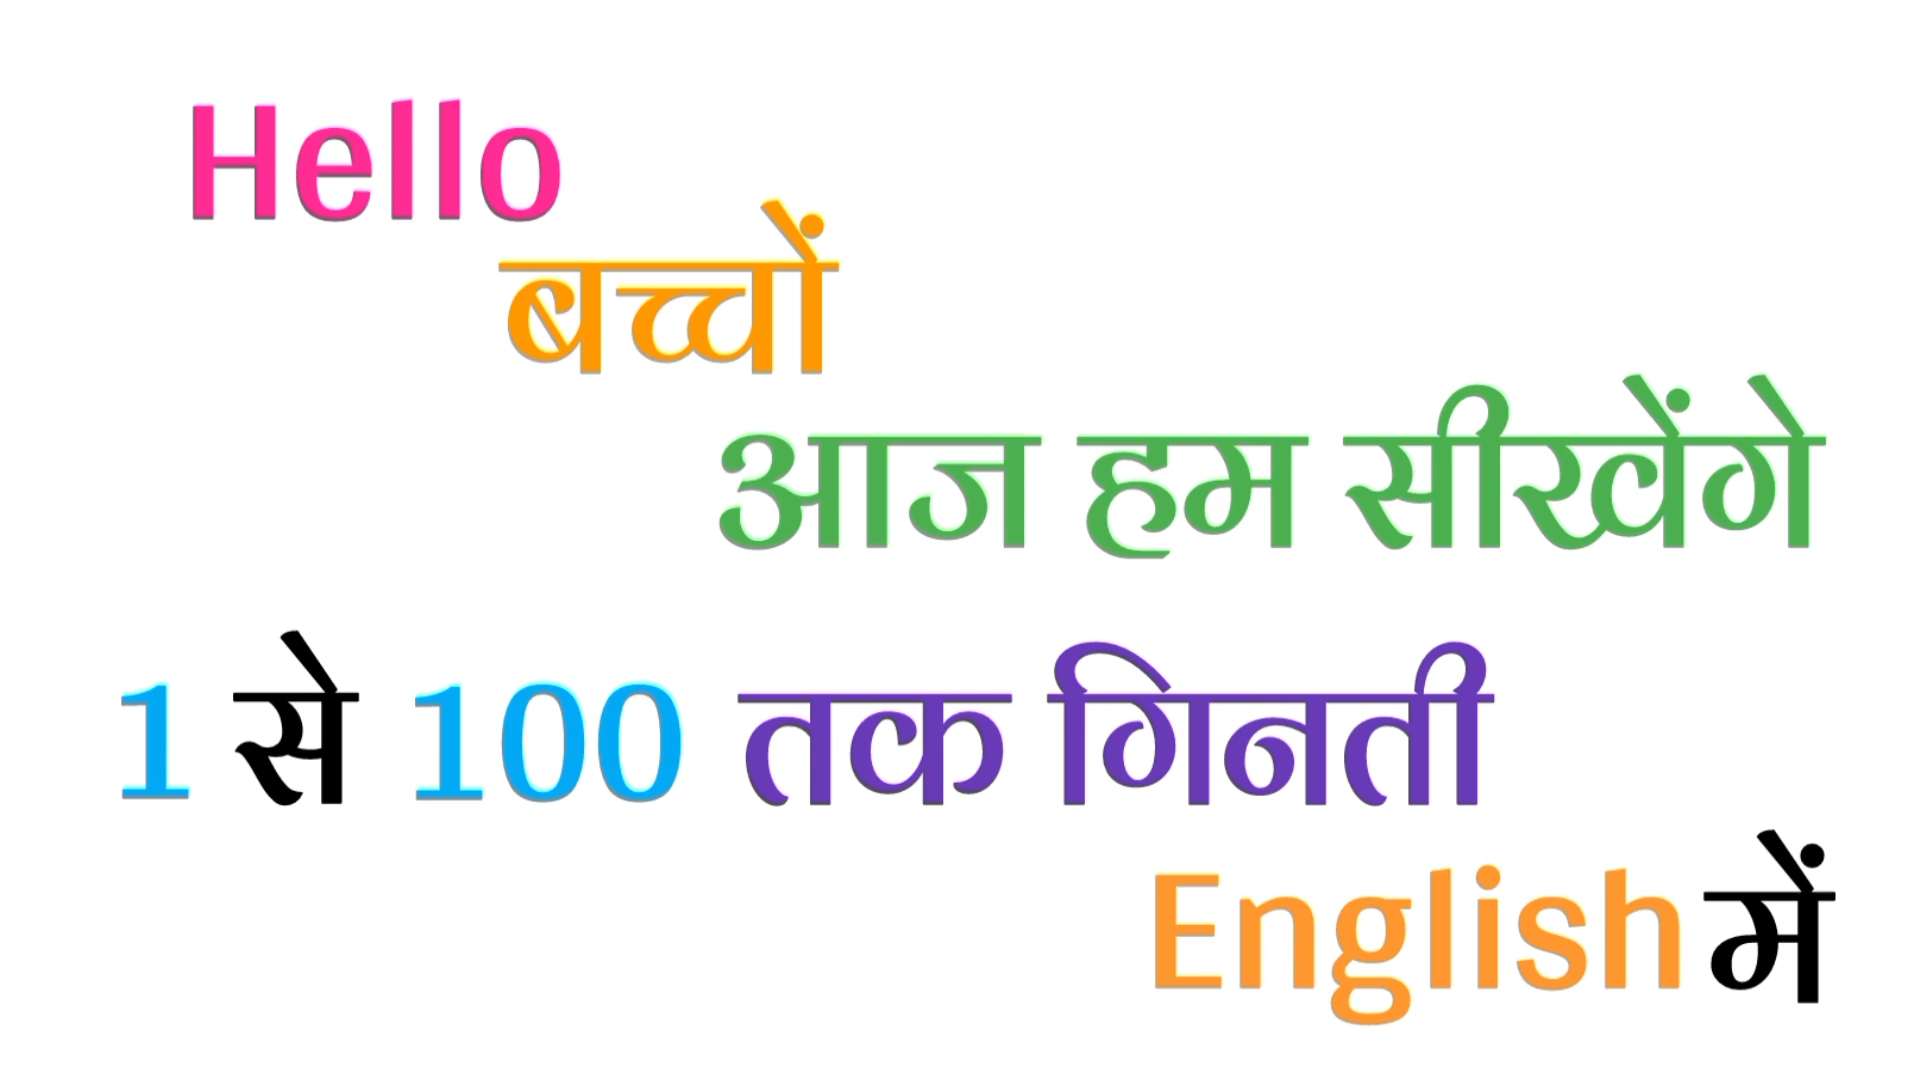 Hello
बच्चों
आज हम सीखेंगे
1 से 100 तक गिनती
English में